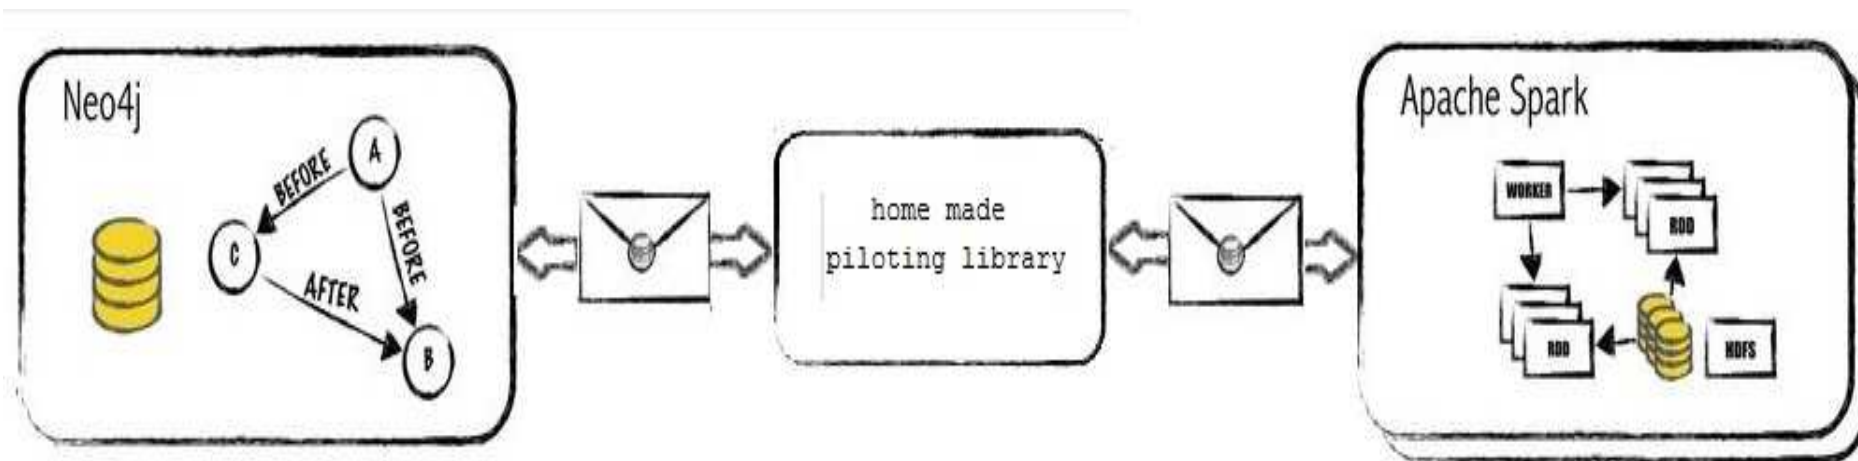 Neo4j
A
BEFORE
BEFORE
C
AFTER
B
home made
piloting library
Apache Spark
WORKER
RDD
RDD
HDFS